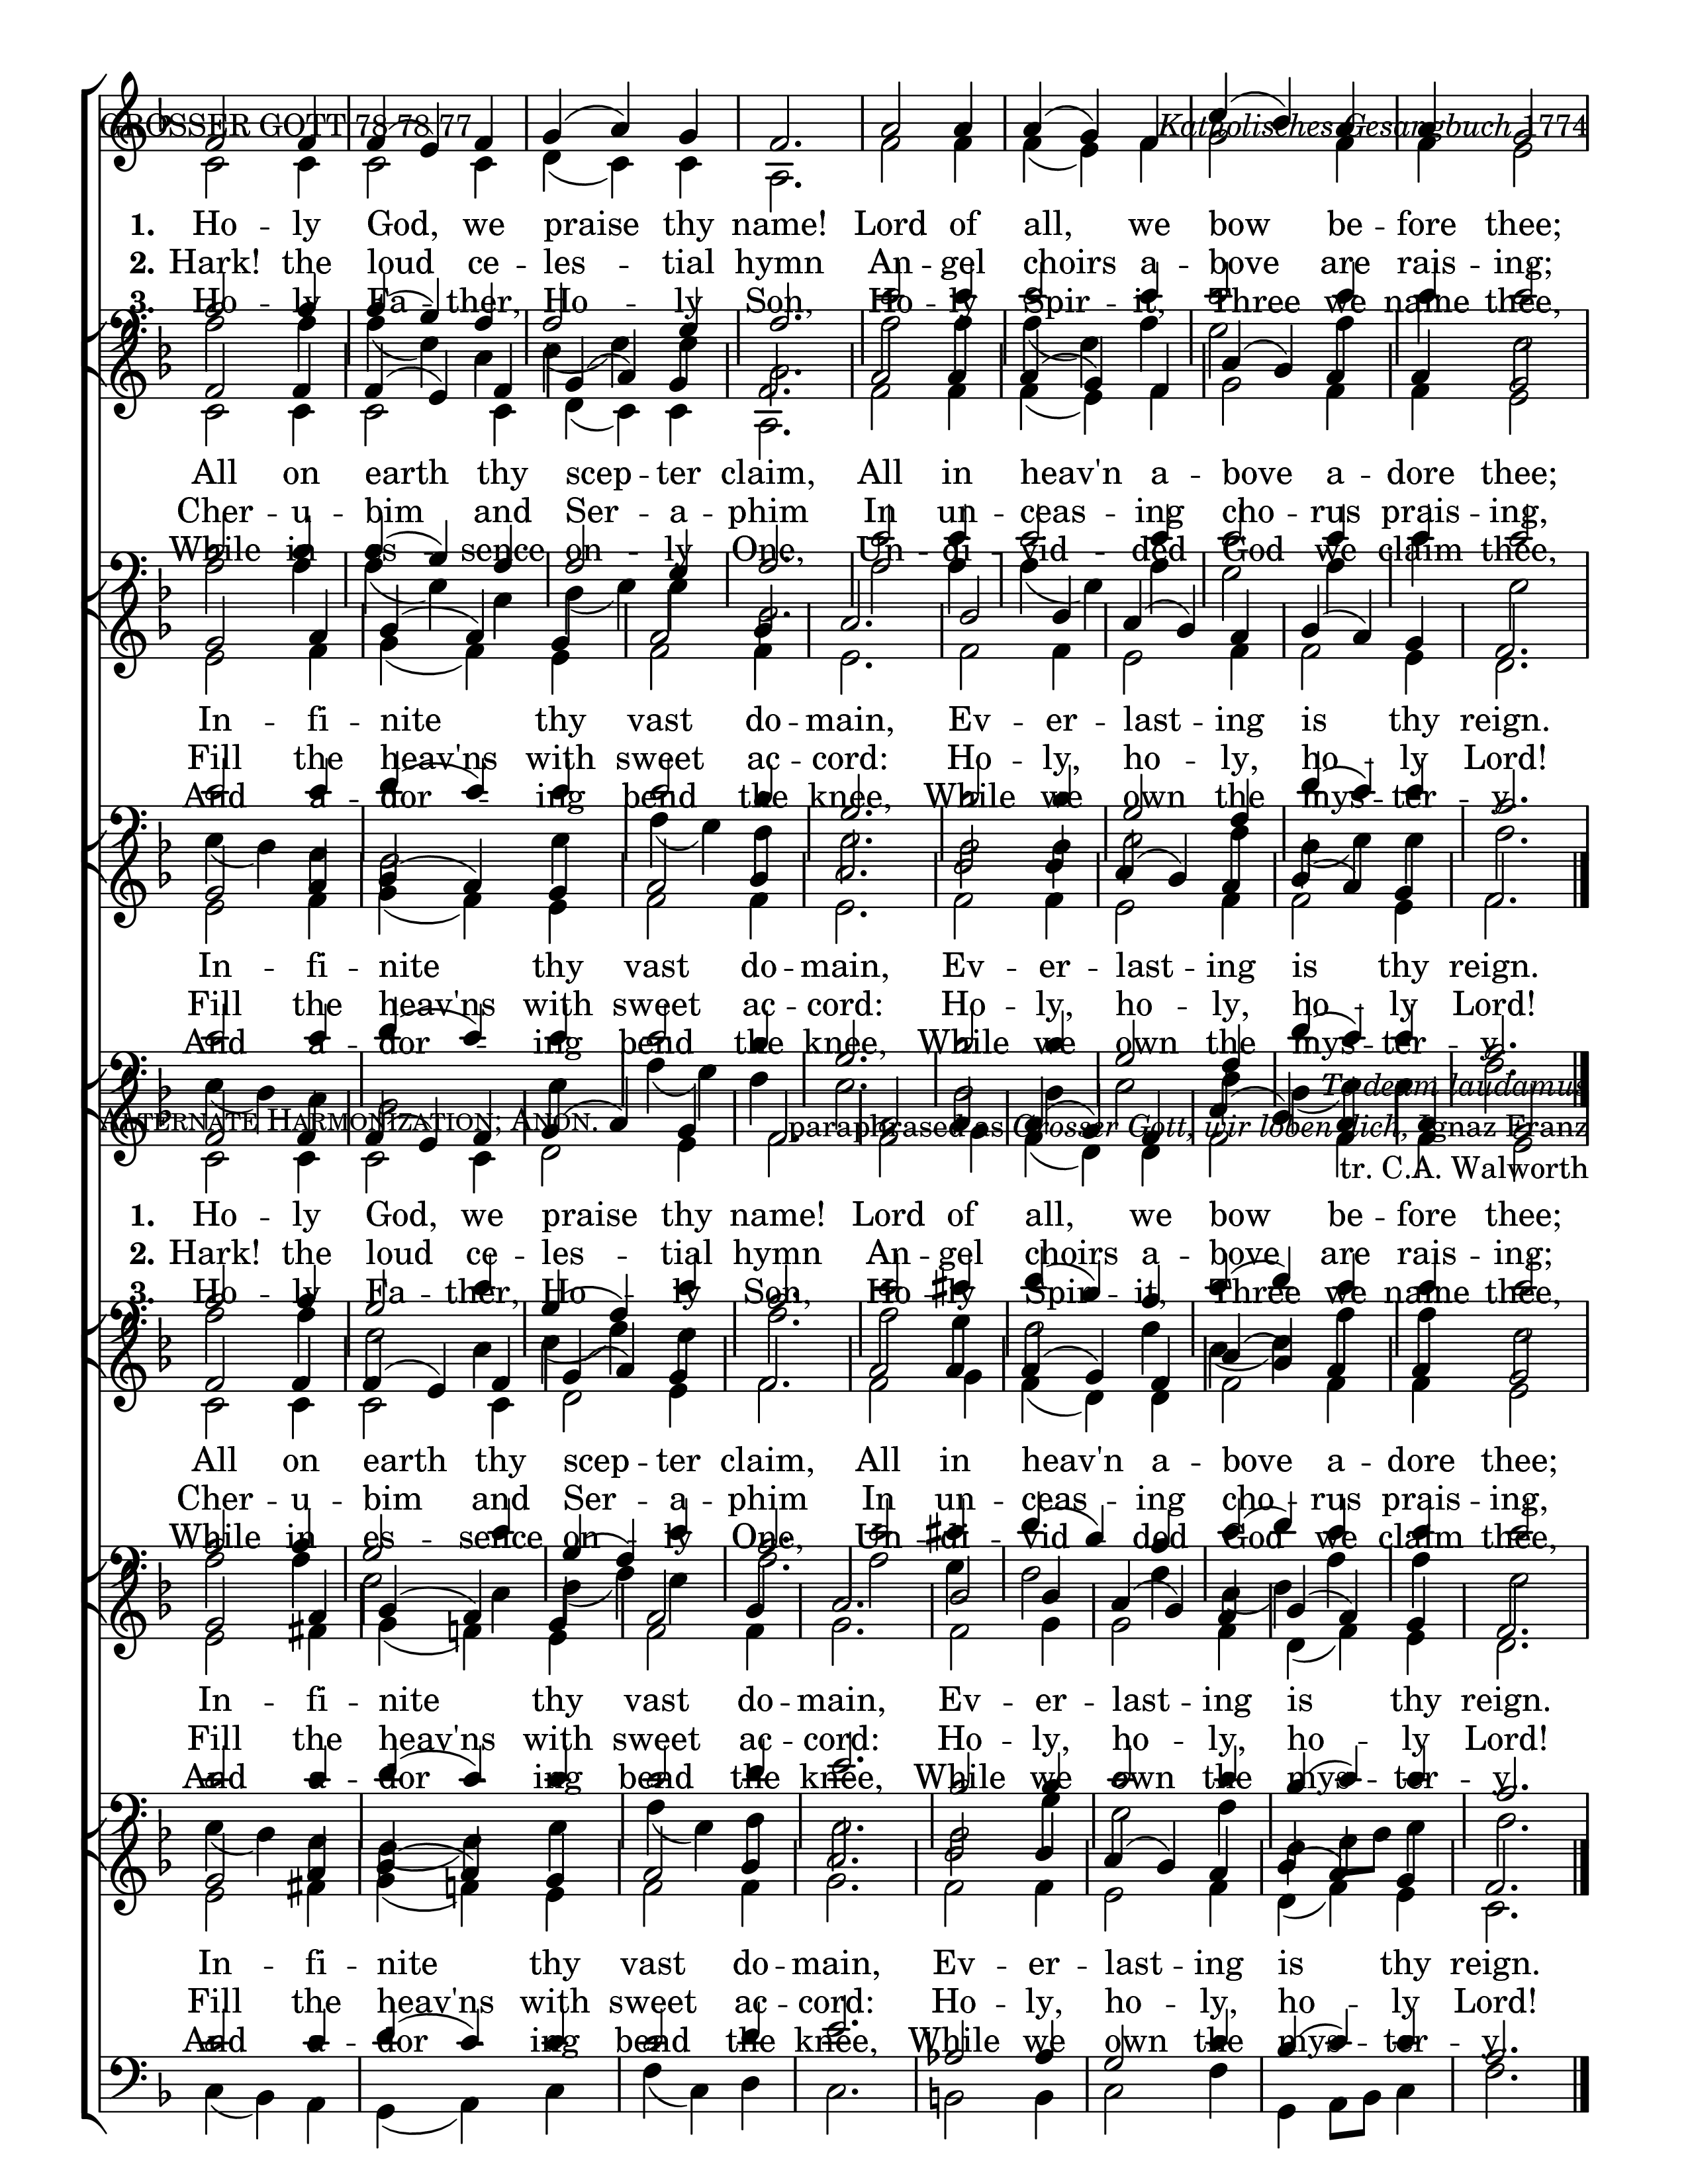 GROSSER GOTT 78 78 77
Katholisches Gesangbuch 1774
1. Ho -- ly God, we praise thy name! Lord of all, we bow be -- fore thee;
2. Hark! the loud ce -- les -- tial hymn An -- gel choirs a -- bove are rais -- ing;
3. Ho -- ly Fa -- ther, Ho -- ly Son, Ho -- ly Spir -- it, Three we name thee,
All on earth thy scep -- ter claim, All in heav'n a -- bove a -- dore thee;
Cher -- u -- bim and Ser -- a -- phim In un -- ceas -- ing cho -- rus prais -- ing,
While in es -- sence on -- ly One, Un -- di -- vid -- ded God we claim thee,
In -- fi -- nite thy vast do -- main, Ev -- er -- last -- ing is thy reign.
Fill the heav'ns with sweet ac -- cord: Ho -- ly, ho -- ly, ho -- ly Lord!
And a -- dor -- ing bend the knee, While we own the mys -- ter -- y.
In -- fi -- nite thy vast do -- main, Ev -- er -- last -- ing is thy reign.
Fill the heav'ns with sweet ac -- cord: Ho -- ly, ho -- ly, ho -- ly Lord!
And a -- dor -- ing bend the knee, While we own the mys -- ter -- y.
Te deum laudamus
Alternate Harmonization; Anon.
paraphrased as Grosser Gott, wir loben dich, Ignaz Franz
tr. C.A. Walworth
1. Ho -- ly God, we praise thy name! Lord of all, we bow be -- fore thee;
2. Hark! the loud ce -- les -- tial hymn An -- gel choirs a -- bove are rais -- ing;
3. Ho -- ly Fa -- ther, Ho -- ly Son, Ho -- ly Spir -- it, Three we name thee,
All on earth thy scep -- ter claim, All in heav'n a -- bove a -- dore thee;
Cher -- u -- bim and Ser -- a -- phim In un -- ceas -- ing cho -- rus prais -- ing,
While in es -- sence on -- ly One, Un -- di -- vid -- ded God we claim thee,
In -- fi -- nite thy vast do -- main, Ev -- er -- last -- ing is thy reign.
Fill the heav'ns with sweet ac -- cord: Ho -- ly, ho -- ly, ho -- ly Lord!
And a -- dor -- ing bend the knee, While we own the mys -- ter -- y.
In -- fi -- nite thy vast do -- main, Ev -- er -- last -- ing is thy reign.
Fill the heav'ns with sweet ac -- cord: Ho -- ly, ho -- ly, ho -- ly Lord!
And a -- dor -- ing bend the knee, While we own the mys -- ter -- y.